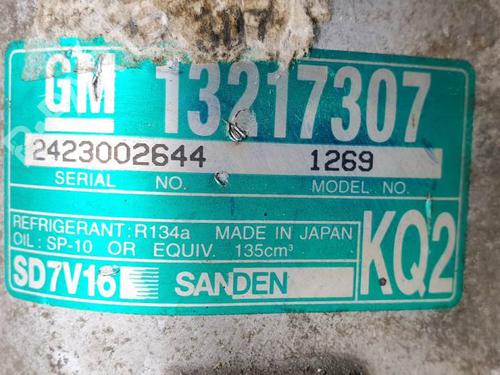 GM 13217307
2423002644 1269
SERIAL NO. MODEL NO.
REFRIGERANT: R134a MADE IN JAPAN
OIL: SP-10 OR EQUIV. 135cm³
KQ2
SD7V16 SANDEN